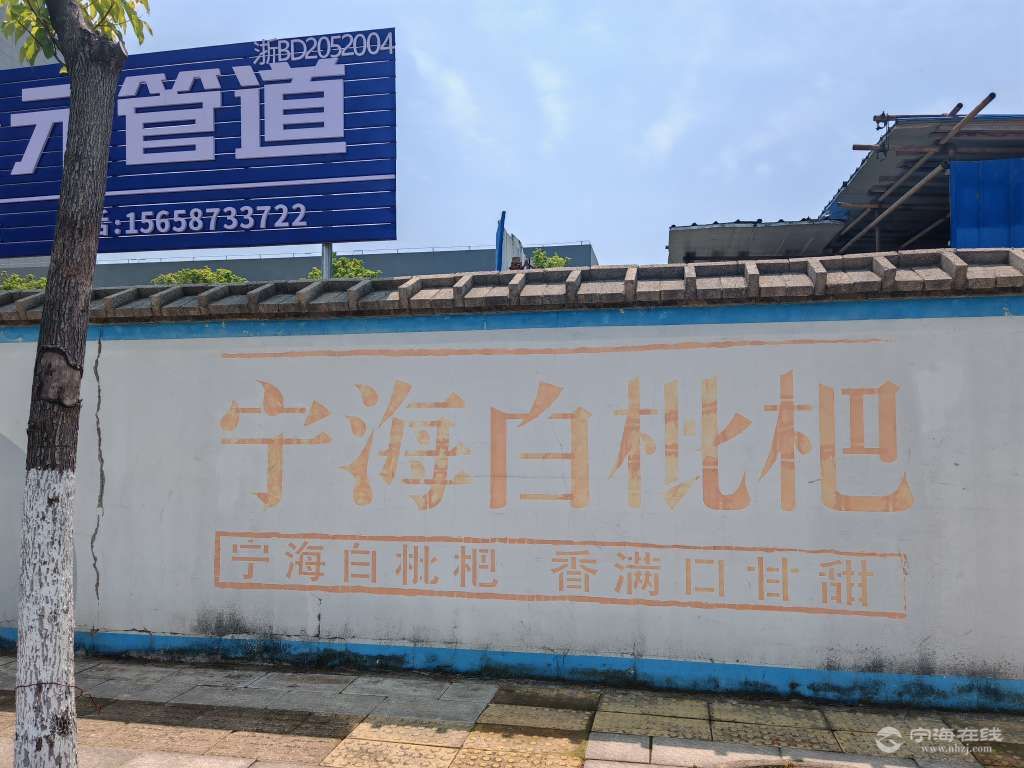 浙BD2052004
元管道
:15658733722
宁海白枇杷
宁海白枇杷 香满口甘甜
宁海在线
www.nhzj.com